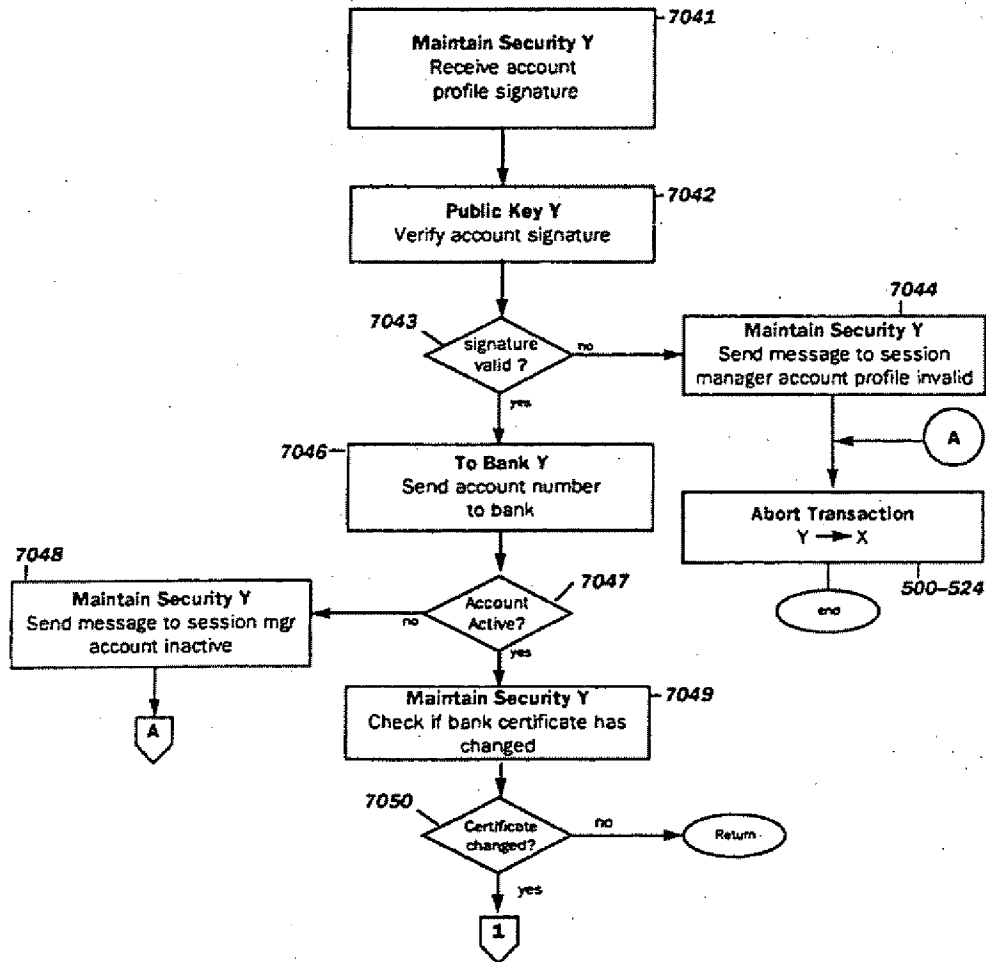 7041
Maintain Security Y
Receive account
profile signature
7042
Public Key Y
Verify account signature
7043
signature
valid ?
no
yes
7044
Maintain Security Y
Send message to session
manager account profile invalid
A
Abort Transaction
Y → X
500-524
end
7046
To Bank Y
Send account number
to bank
7047
Account
Active?
no
yes
7048
Maintain Security Y
Send message to session mgr
account inactive
A
7049
Maintain Security Y
Check if bank certificate has
changed
7050
Certificate
changed?
no
Return
yes
1